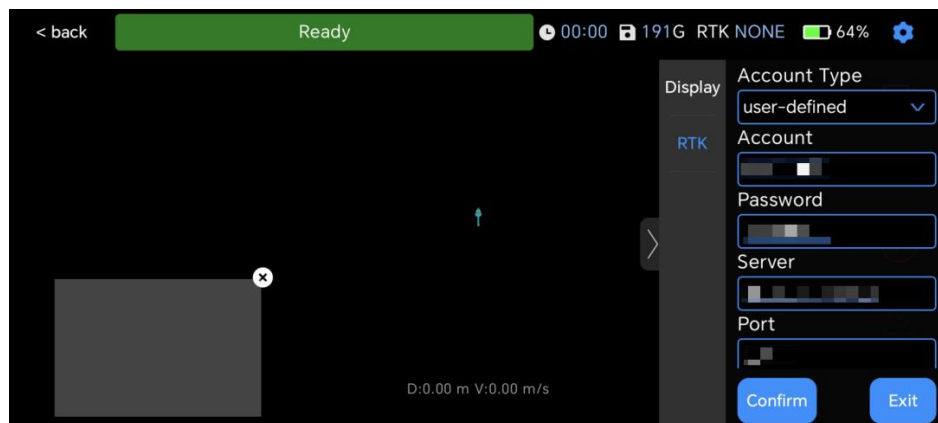 < back
Ready
00:00 191G RTK NONE 64%
Display
RTK
Account Type
user-defined
Account
Password
Server
Port
D:0.00 m V:0.00 m/s
Confirm
Exit